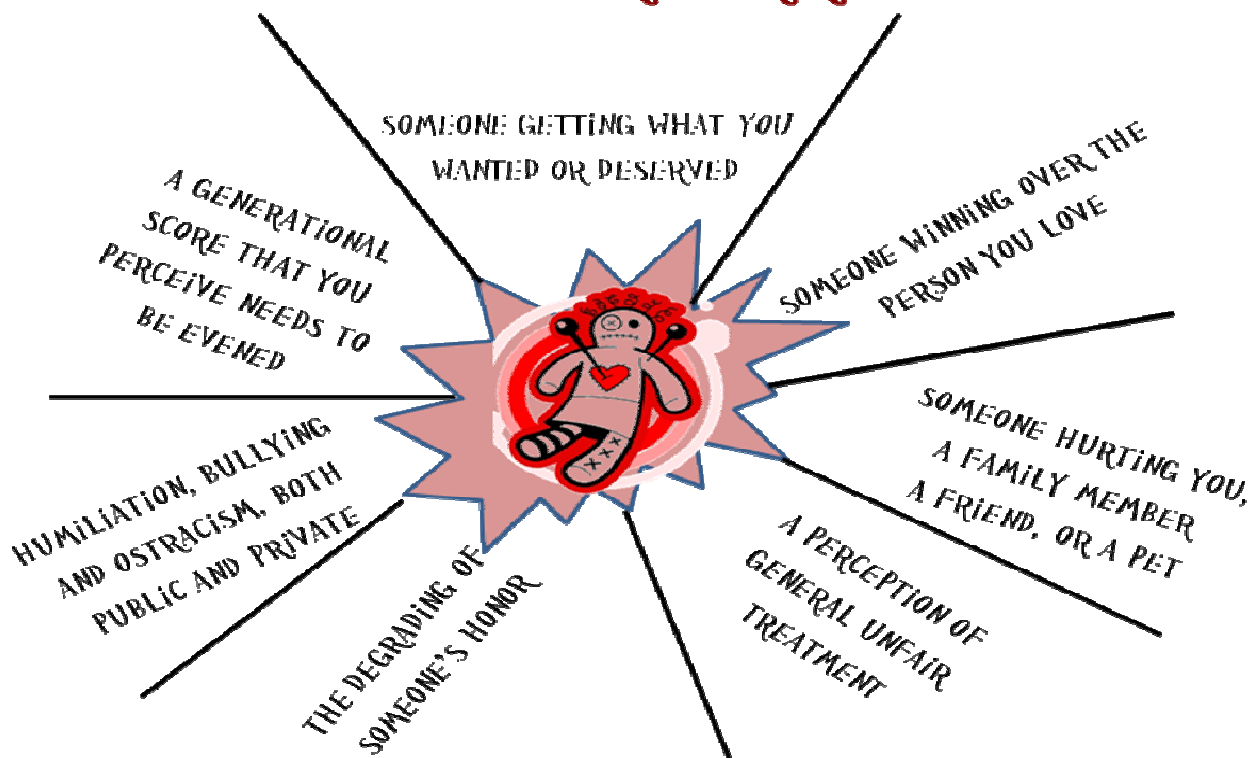 SOMEONE GETTING WHAT YOU
WANTED OR DESERVED
SOMEONE WINNING OVER THE
PERSON YOU LOVE
SOMEONE HURTING YOU,
A FAMILY MEMBER
A FRIEND, OR A PET
A PERCEPTION OF
GENERAL UNFAIR
TREATMENT
THE DEGRADING OF
SOMEONE'S HONOR
HUMILIATION, BULLYING
AND OSTRACISM, BOTH
PUBLIC AND PRIVATE
A GENERATIONAL
SCORE THAT YOU
PERCEIVE NEEDS TO
BE EVENED